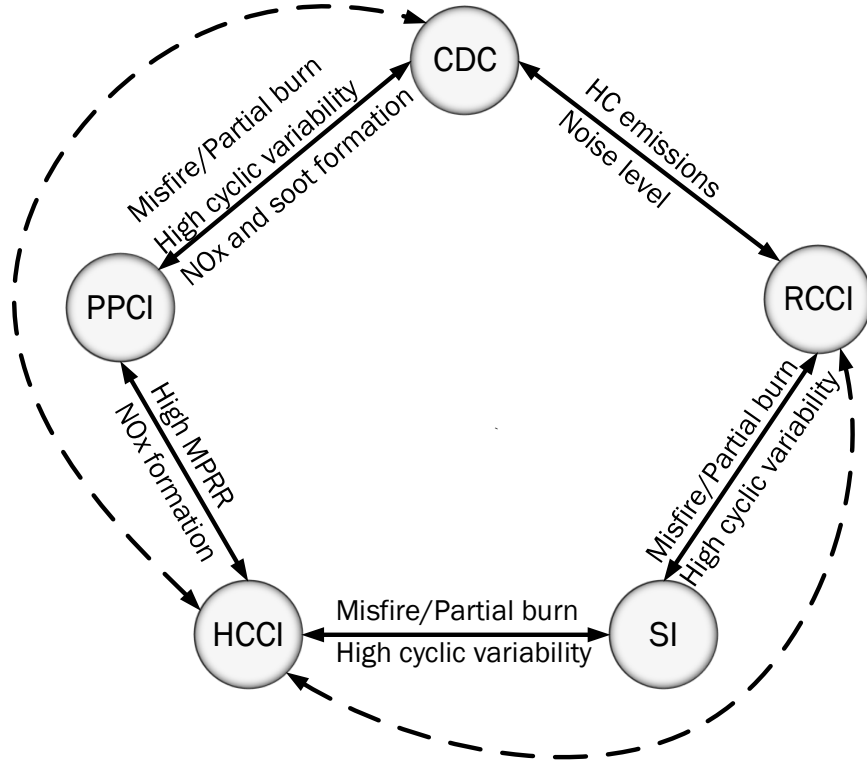 CDC
Misfire/Partial burn
High cyclic variability
NOx and soot formation
HC emissions
Noise level
PPCI
RCCI
High MPRR
NOx formation
Misfire/Partial burn
High cyclic variability
HCCI
Misfire/Partial burn
High cyclic variability
SI